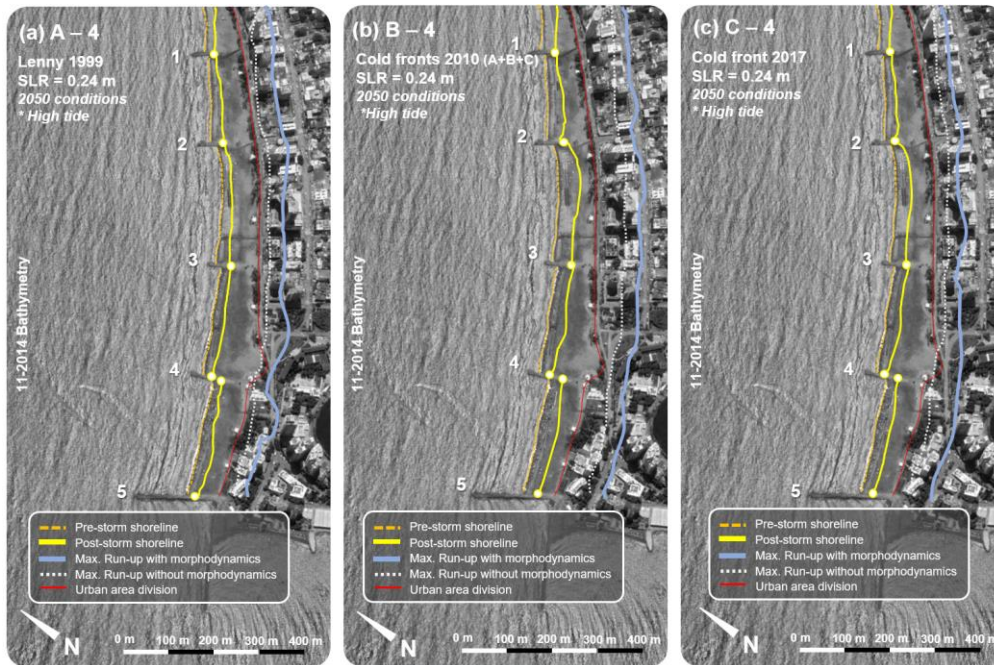 (a) A – 4
Lenny 1999
SLR = 0.24 m
2050 conditions
* High tide
1
2
3
4
5
11-2014 Bathymetry
Pre-storm shoreline
Post-storm shoreline
Max. Run-up with morphodynamics
Max. Run-up without morphodynamics
Urban area division
N
0 m 100 m 200 m 300 m 400 m
(b) B – 4
Cold fronts 2010 (A+B+C)
SLR = 0.24 m
2050 conditions
*High tide
1
2
3
4
5
11-2014 Bathymetry
Pre-storm shoreline
Post-storm shoreline
Max. Run-up with morphodynamics
Max. Run-up without morphodynamics
Urban area division
N
0 m 100 m 200 m 300 m 400 m
(c) C – 4
Cold front 2017
SLR = 0.24 m
2050 conditions
* High tide
1
2
3
4
5
11-2014 Bathymetry
Pre-storm shoreline
Post-storm shoreline
Max. Run-up with morphodynamics
Max. Run-up without morphodynamics
Urban area division
N
0 m 100 m 200 m 300 m 400 m